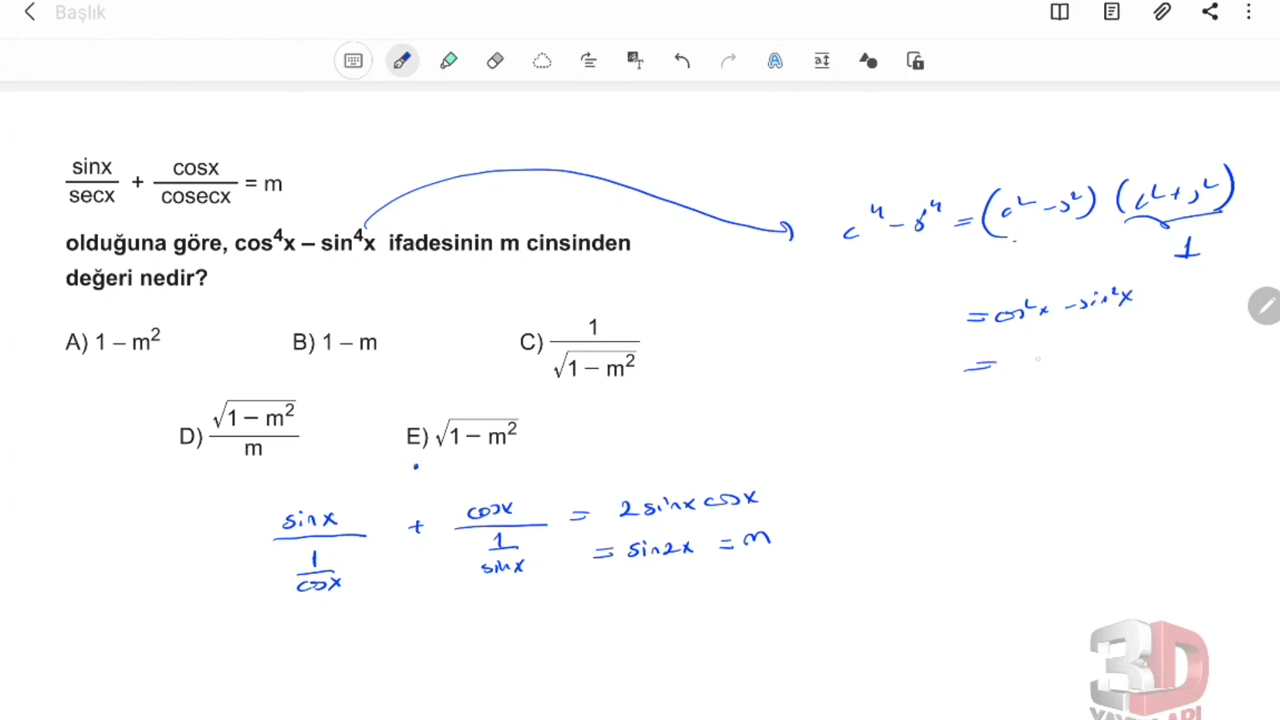 Başlık
sinx/secx + cosx/cosecx = m
olduğuna göre, cos⁴x – sin⁴x ifadesinin m cinsinden
değeri nedir?
A) 1 – m²
B) 1 – m
C) 1/√(1 – m²)
D) √(1 – m²)/m
E) √(1 – m²)
c⁴ - s⁴ = (c² - s²) (c² + s²)
1
= cos²x - sin²x
=
sinx/(1/cosx) + cosx/(1/sinx) = 2sinx cosx
= sin2x = m
3D
YAYINLARI